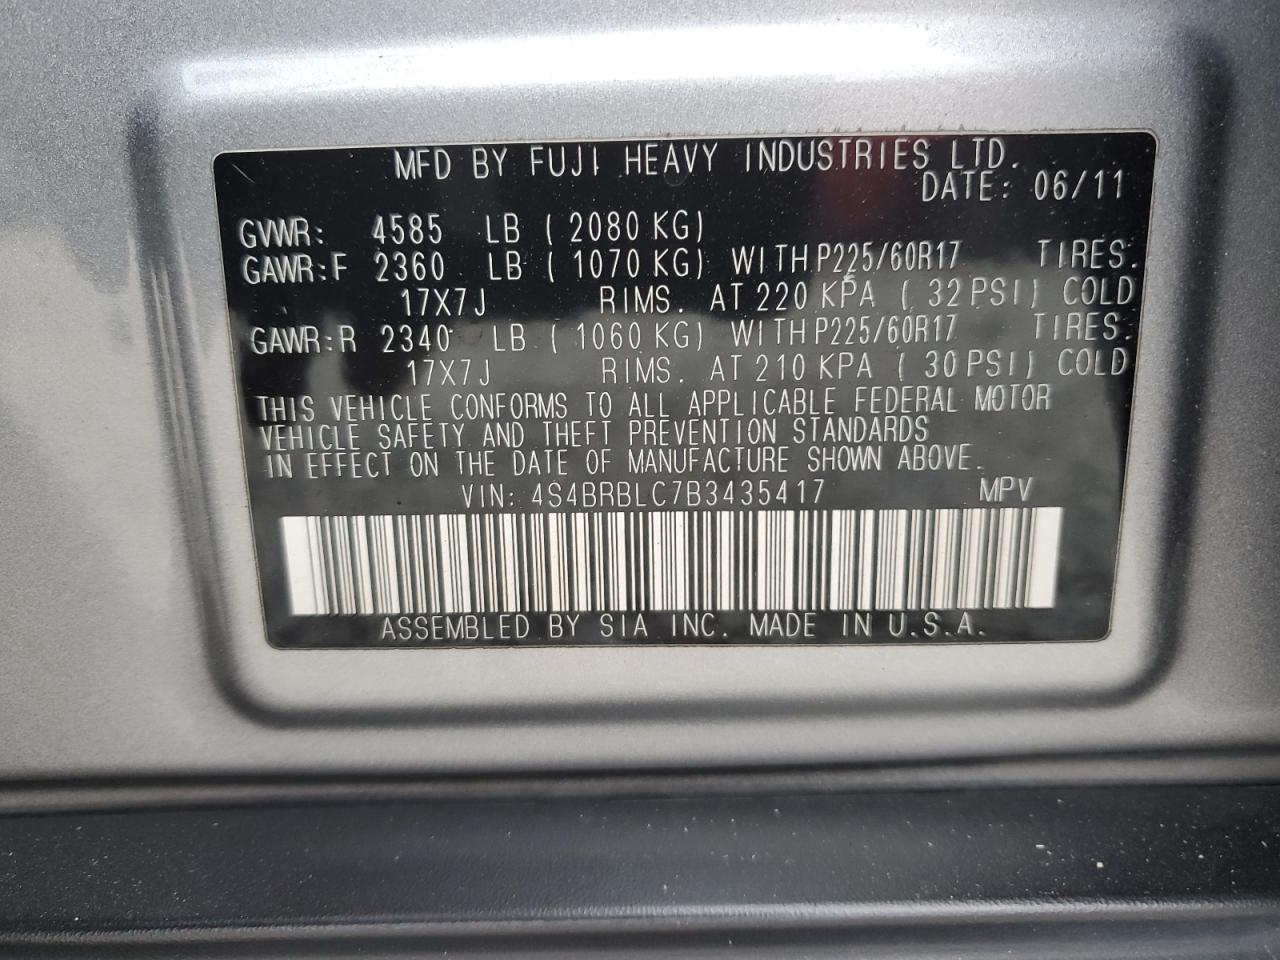 MFD BY FUJI HEAVY INDUSTRIES LTD.
DATE: 06/11
GVWR: 4585 LB ( 2080 KG)
GAWR:F 2360 LB ( 1070 KG) WITH P225/60R17 TIRES.
17X7J RIMS. AT 220 KPA ( 32 PSI) COLD
GAWR:R 2340 LB ( 1060 KG) WITH P225/60R17 TIRES.
17X7J RIMS. AT 210 KPA ( 30 PSI) COLD
THIS VEHICLE CONFORMS TO ALL APPLICABLE FEDERAL MOTOR
VEHICLE SAFETY AND THEFT PREVENTION STANDARDS
IN EFFECT ON THE DATE OF MANUFACTURE SHOWN ABOVE.
VIN: 4S4BRBLC7B3435417 MPV
ASSEMBLED BY SIA INC. MADE IN U.S.A.